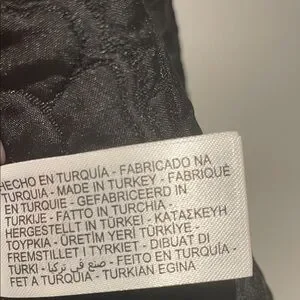 HECHO EN TURQUÍA - FABRICADO NA
TURQUIA - MADE IN TURKEY - FABRIQUÉ
EN TURQUIE - GEFABRICEERD IN
TURKIJE - FATTO IN TURCHIA -
HERGESTELLT IN TÜRKEI - ΚΑΤΑΣΚΕΥΗ
ΤΟΥΡΚΙΑ - ÜRETİM YERİ TÜRKİYE -
FREMSTILLET I TYRKIET - DIBUAT DI
TURKI - صنع في تركيا - FEITO EN TURQUÍA -
FET A TURQUIA - TURKIAN EGINA